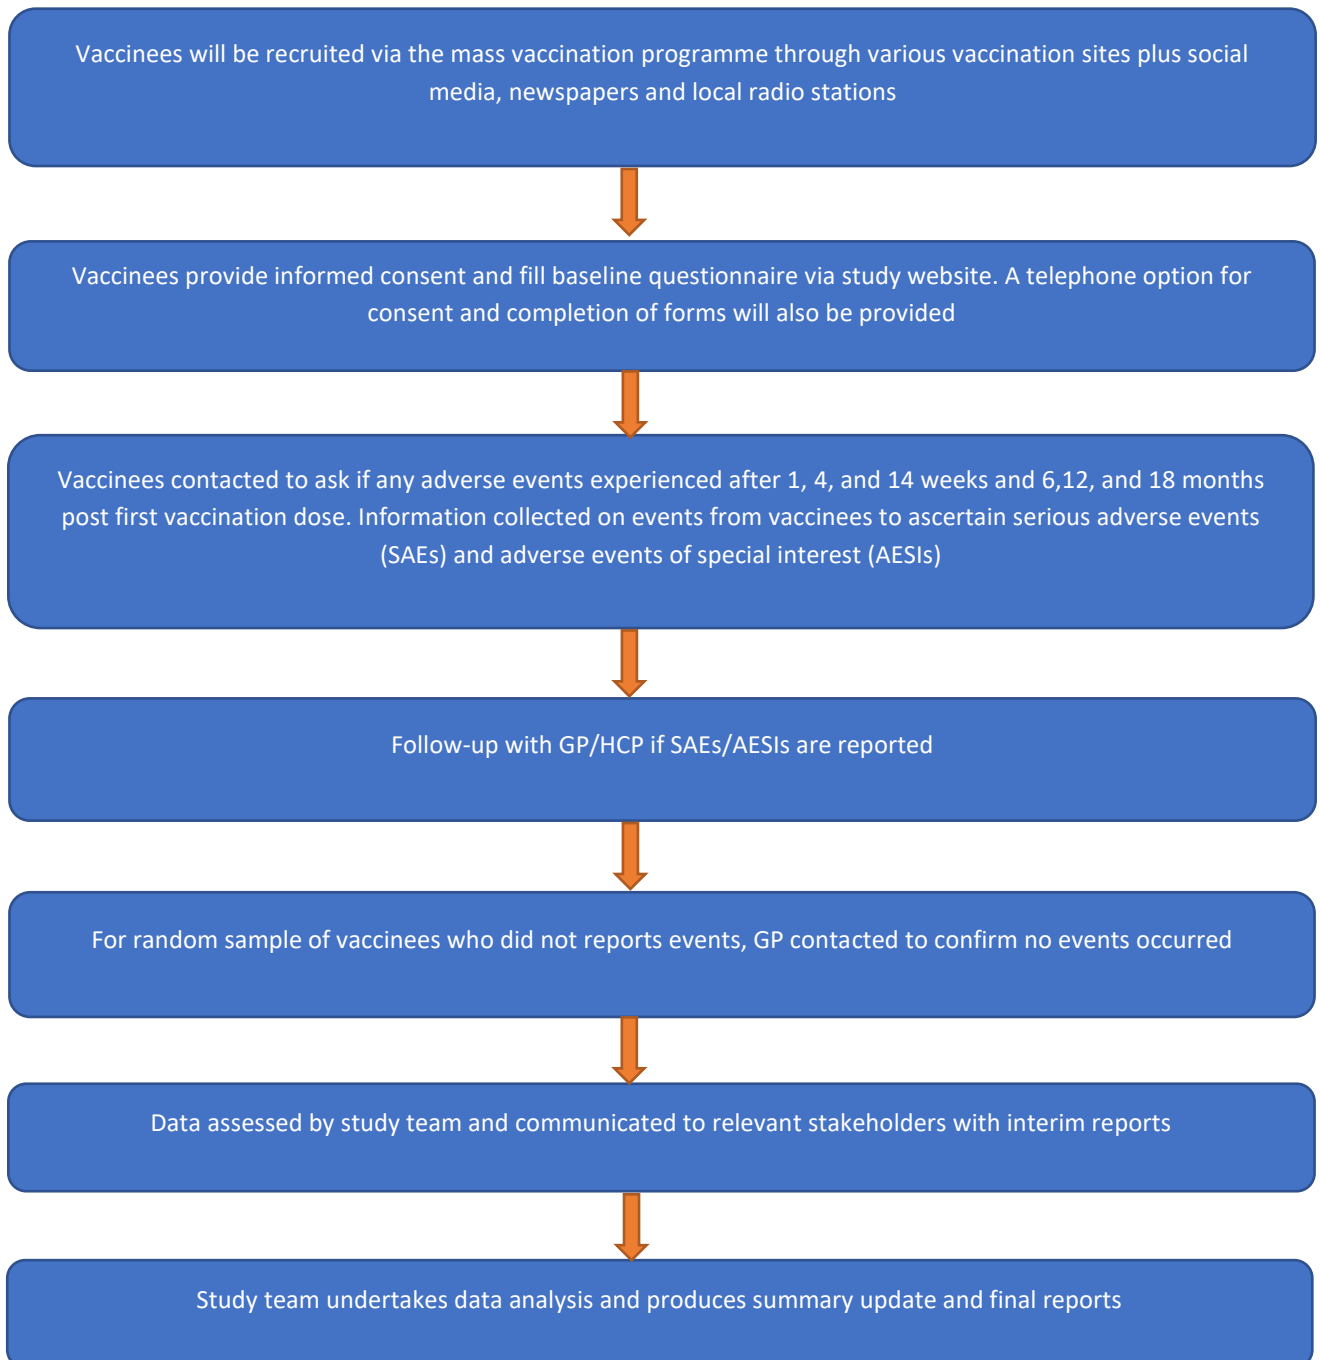 Vaccinees will be recruited via the mass vaccination programme through various vaccination sites plus social
media, newspapers and local radio stations
Vaccinees provide informed consent and fill baseline questionnaire via study website. A telephone option for
consent and completion of forms will also be provided
Vaccinees contacted to ask if any adverse events experienced after 1, 4, and 14 weeks and 6,12, and 18 months
post first vaccination dose. Information collected on events from vaccinees to ascertain serious adverse events
(SAEs) and adverse events of special interest (AESIs)
Follow-up with GP/HCP if SAEs/AESIs are reported
For random sample of vaccinees who did not reports events, GP contacted to confirm no events occurred
Data assessed by study team and communicated to relevant stakeholders with interim reports
Study team undertakes data analysis and produces summary update and final reports